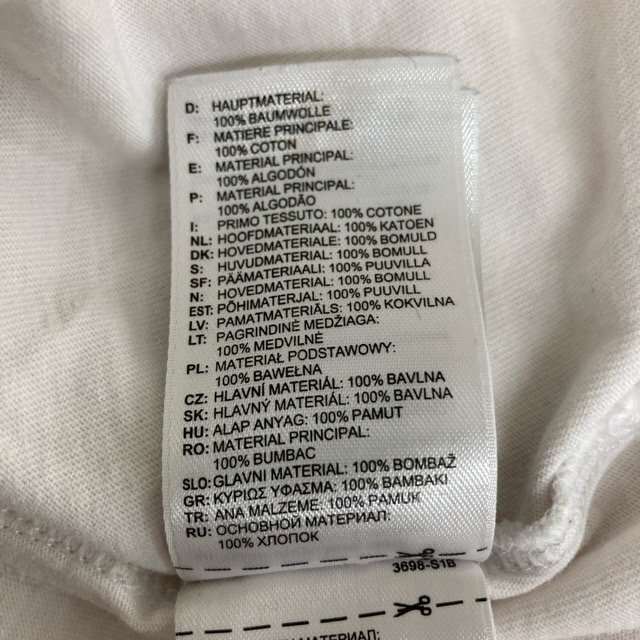 D: HAUPTMATERIAL:
100% BAUMWOLLE
F: MATIERE PRINCIPALE:
100% COTON
E: MATERIAL PRINCIPAL:
100% ALGODÓN
P: MATERIAL PRINCIPAL:
100% ALGODÃO
I: PRIMO TESSUTO: 100% COTONE
NL: HOOFDMATERIAAL: 100% KATOEN
DK: HOVEDMATERIALE: 100% BOMULD
S: HUVUDMATERIAL: 100% BOMULL
SF: PÄÄMATERIAALI: 100% PUUVILLA
N: HOVEDMATERIAL: 100% BOMULL
EST: PÕHIMATERJAL: 100% PUUVILL
LV: PAMATMATERIĀLS: 100% KOKVILNA
LT: PAGRINDINĖ MEDŽIAGA:
100% MEDVILNĖ
PL: MATERIAŁ PODSTAWOWY:
100% BAWEŁNA
CZ: HLAVNÍ MATERIÁL: 100% BAVLNA
SK: HLAVNÝ MATERIÁL: 100% BAVLNA
HU: ALAP ANYAG: 100% PAMUT
RO: MATERIAL PRINCIPAL:
100% BUMBAC
SLO: GLAVNI MATERIAL: 100% BOMBAŽ
GR: ΚΥΡΙΩΣ ΥΦΑΣΜΑ: 100% ΒΑΜΒΑΚΙ
TR: ANA MALZEME: 100% PAMUK
RU: ОСНОВНОЙ МАТЕРИАЛ:
100% ХЛОПОК
3698-S1B